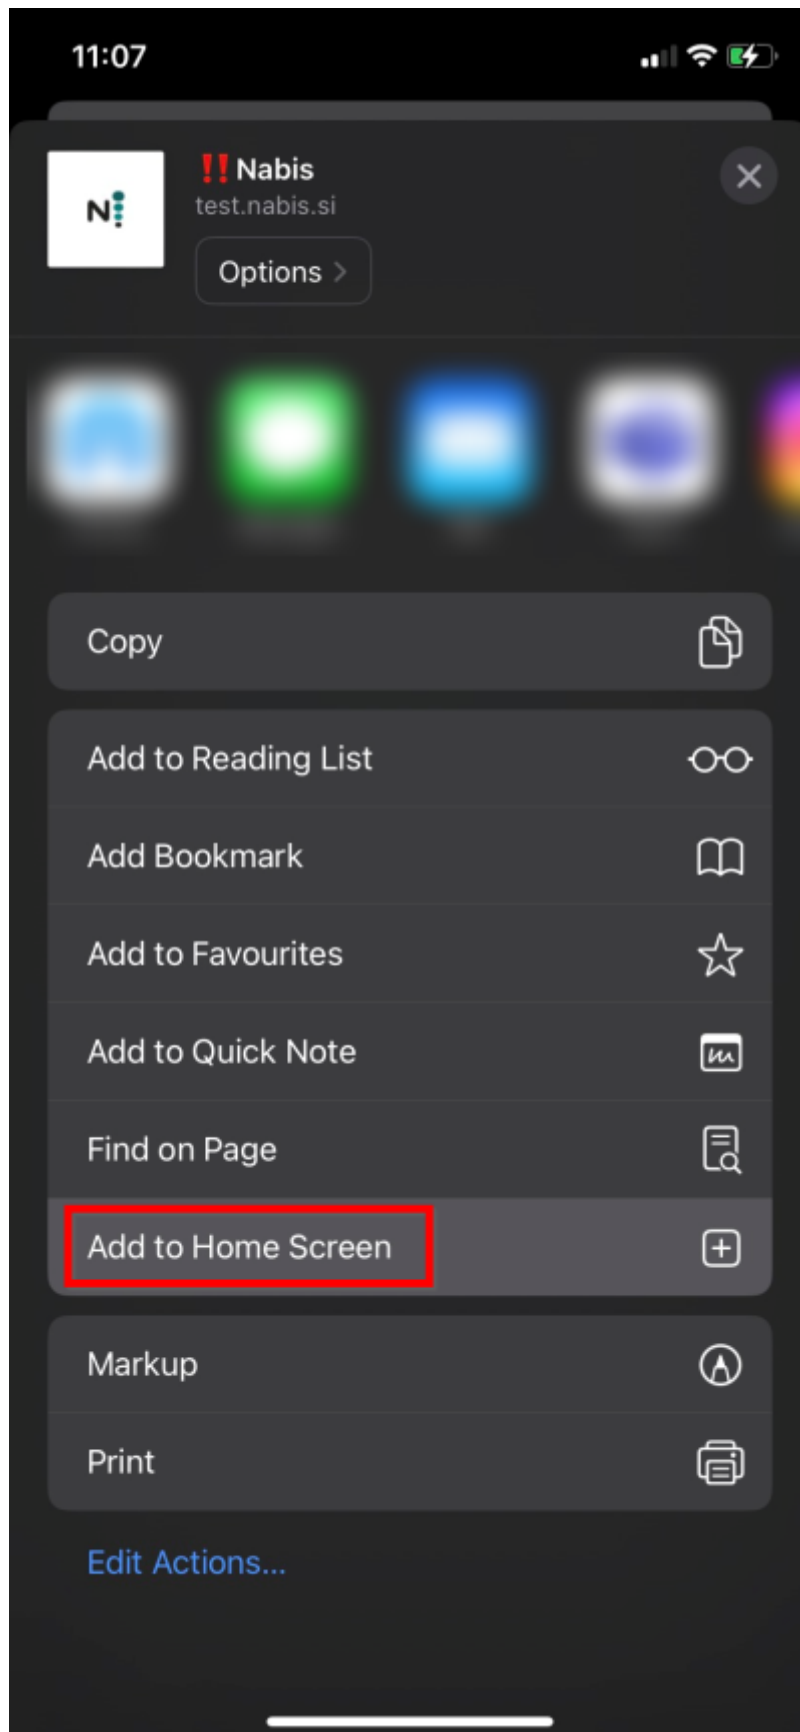 11:07
‼️Nabis
test.nabis.si
Options
Copy
Add to Reading List
Add Bookmark
Add to Favourites
Add to Quick Note
Find on Page
Add to Home Screen
Markup
Print
Edit Actions...